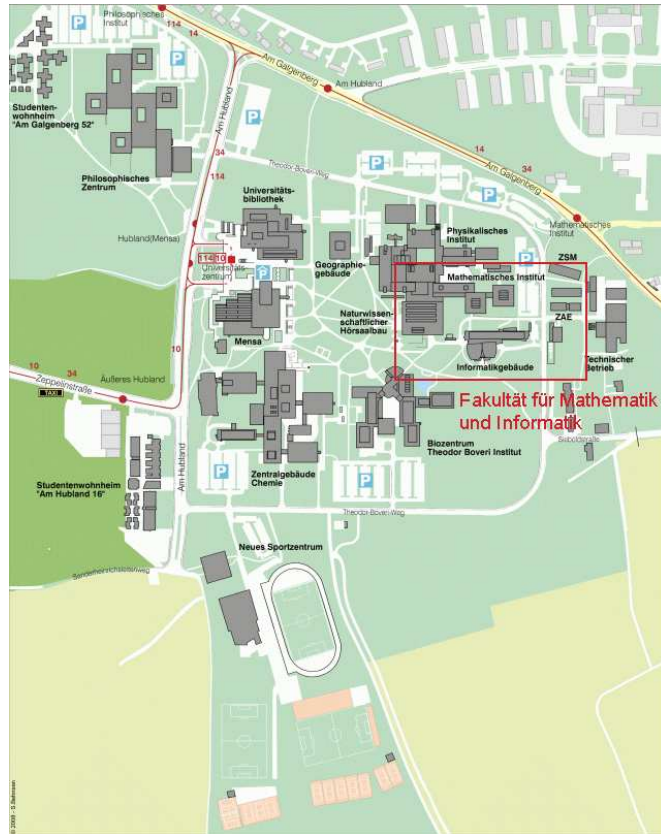 Philosophisches
Institut
114
14
Am Galgenberg
Am Hubland
Studenten-
wohnheim
"Am Galgenberg 52"
Am Hubland
14
34
Am Galgenberg
34
114
Theodor-Boveri-Weg
Philosophisches
Zentrum
Universitäts-
bibliothek
Hubland(Mensa)
Physikalisches
Institut
Mathematisches
Institut
114
10
Universitäts-
zentrum
Geographie-
gebäude
Mathematisches Institut
ZSM
Naturwissen-
schaftlicher
Hörsaalbau
ZAE
Mensa
10
Informatikgebäude
Technischer
Betrieb
10
34
Zeppelinstraße
Äußeres Hubland
TAXI
Fakultät für Mathematik
und Informatik
Biozentrum
Theodor Boveri Institut
Am Hubland
Zentralgebäude
Chemie
Studentenwohnheim
"Am Hubland 16"
Theodor-Boveri-Weg
Neues Sportzentrum
P
P
P
P
P
P
P
P
P
P